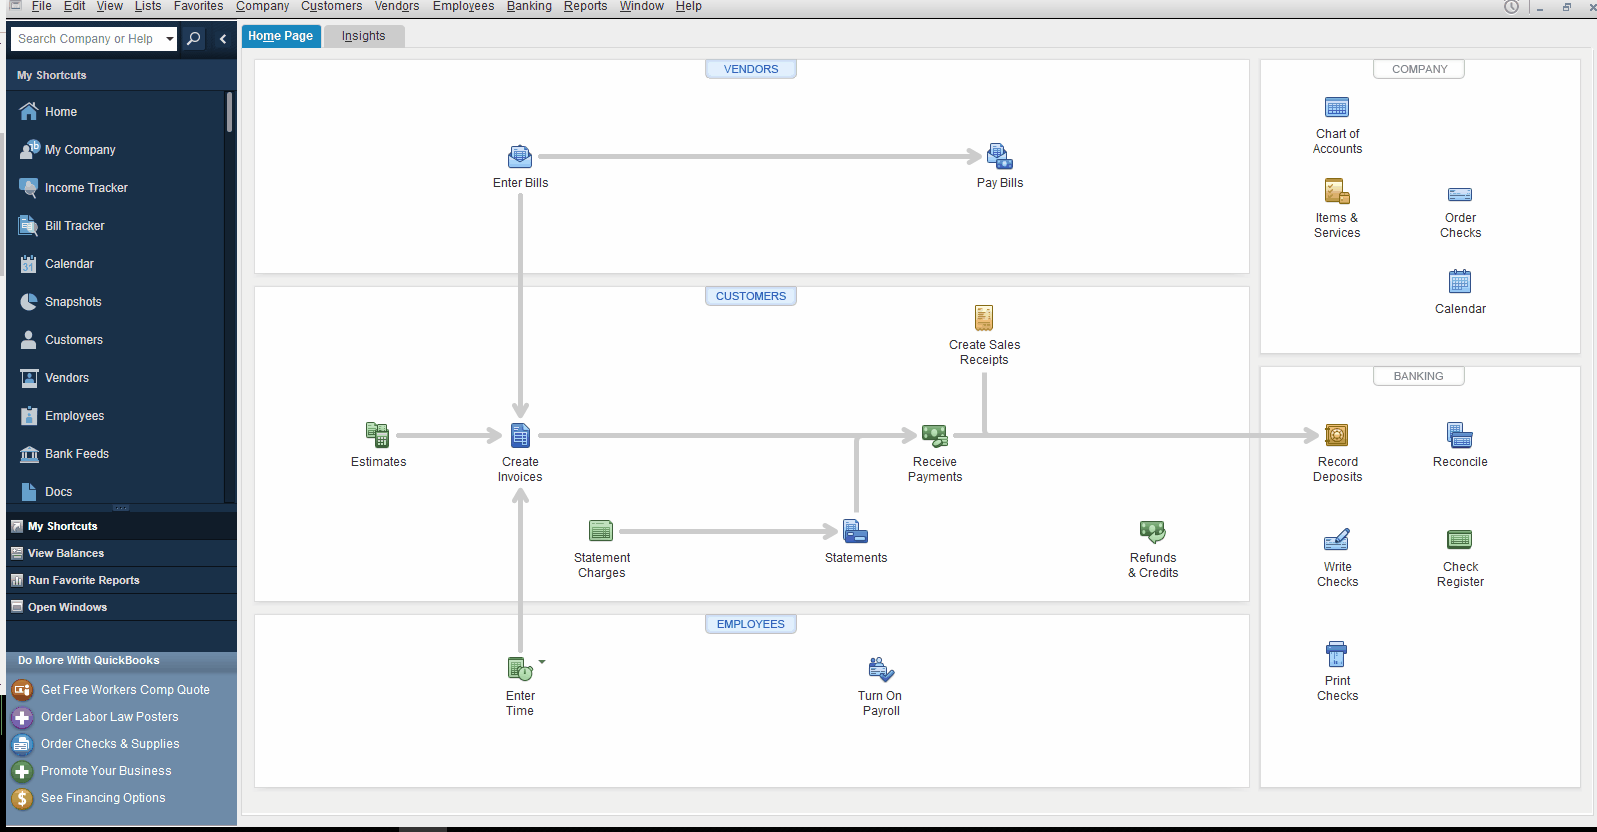 File Edit View Lists Favorites Company Customers Vendors Employees Banking Reports Window Help
Search Company or Help
My Shortcuts
Home
My Company
Income Tracker
Bill Tracker
31
Calendar
Snapshots
Customers
Vendors
Employees
Bank Feeds
Docs
My Shortcuts
View Balances
Run Favorite Reports
Open Windows
Do More With QuickBooks
Get Free Workers Comp Quote
Order Labor Law Posters
Order Checks & Supplies
Promote Your Business
$
See Financing Options
Home Page
Insights
VENDORS
Enter Bills
Pay Bills
CUSTOMERS
Create Sales
Receipts
Estimates
Create
Invoices
Receive
Payments
Statement
Charges
Statements
Refunds
& Credits
EMPLOYEES
Enter
Time
Turn On
Payroll
COMPANY
Chart of
Accounts
Items &
Services
Order
Checks
Calendar
BANKING
Record
Deposits
Reconcile
Write
Checks
Check
Register
Print
Checks